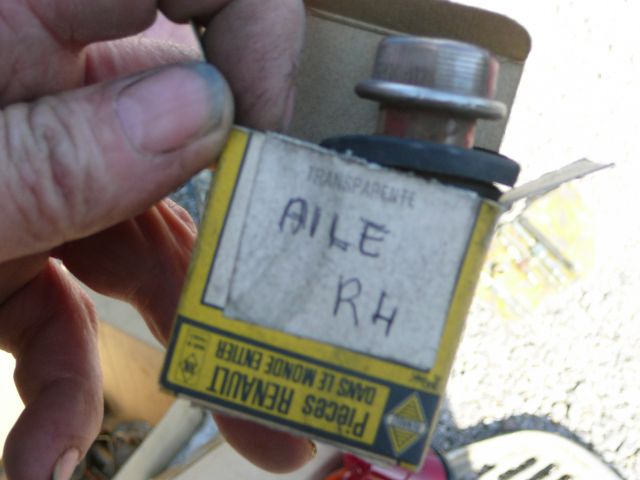 TRANSPARENTE
AILE
R4
Pièces RENAULT
DANS LE MONDE ENTIER